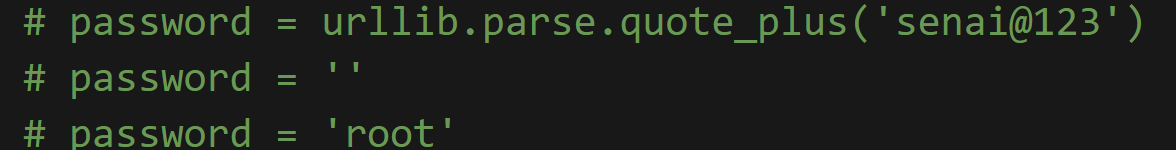 # password = urllib.parse.quote_plus('senai@123')
# password = ''
# password = 'root'